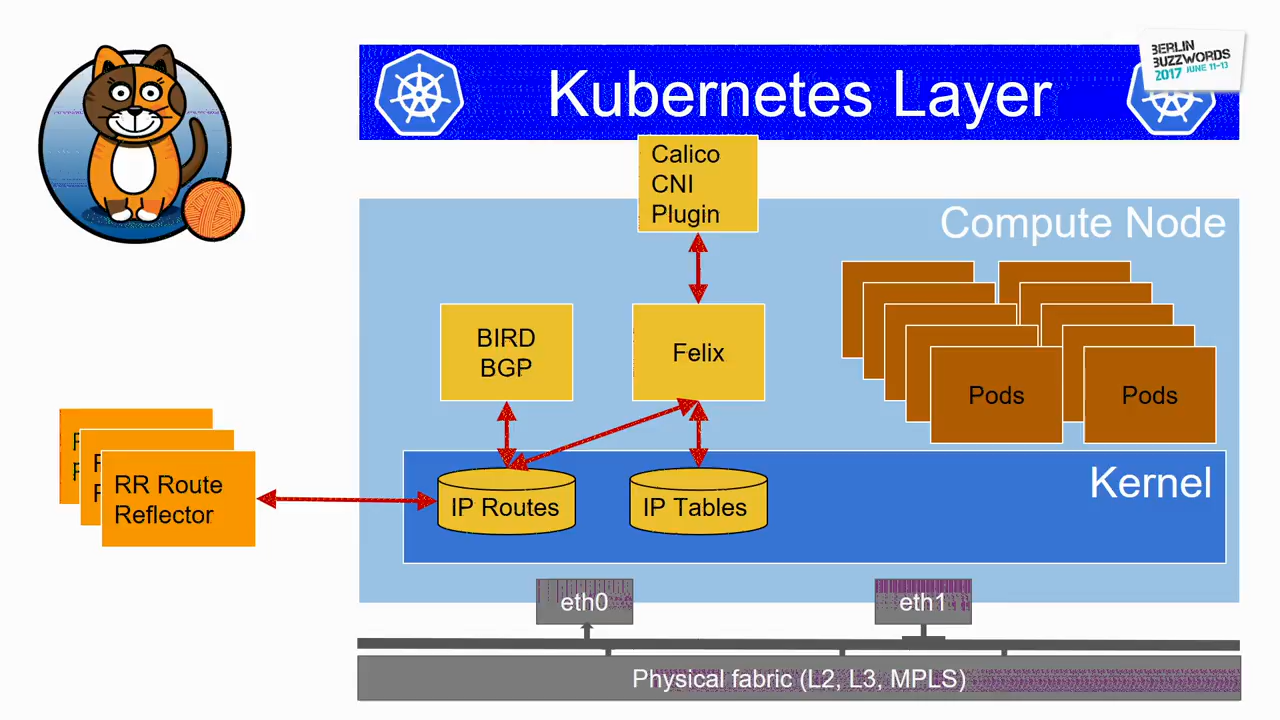 BERLIN
BUZZWORDS
2017 JUNE 11-13
Kubernetes Layer
Calico
CNI
Plugin
Compute Node
BIRD
BGP
Felix
Pods
Pods
RR Route
Reflector
IP Routes
IP Tables
Kernel
eth0
eth1
Physical fabric (L2, L3, MPLS)